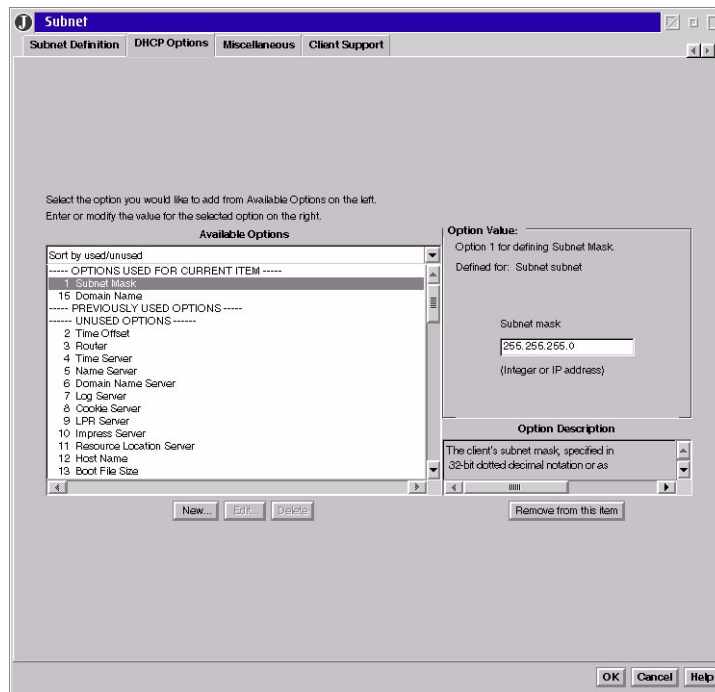 Subnet
Subnet Definition DHCP Options Miscellaneous Client Support
Select the option you would like to add from Available Options on the left.
Enter or modify the value for the selected option on the right.
Available Options
Sort by used/unused
----- OPTIONS USED FOR CURRENT ITEM -----
1 Subnet Mask
15 Domain Name
----- PREVIOUSLY USED OPTIONS -----
------ UNUSED OPTIONS ------
2 Time Offset
3 Router
4 Time Server
5 Name Server
6 Domain Name Server
7 Log Server
8 Cookie Server
9 LPR Server
10 Impress Server
11 Resource Location Server
12 Host Name
13 Boot File Size
New... Edit... Delete
Option Value:
Option 1 for defining Subnet Mask.
Defined for: Subnet subnet
Subnet mask
255.255.255.0
(Integer or IP address)
Option Description
The client's subnet mask, specified in
32-bit dotted decimal notation or as
Remove from this item
OK Cancel Help